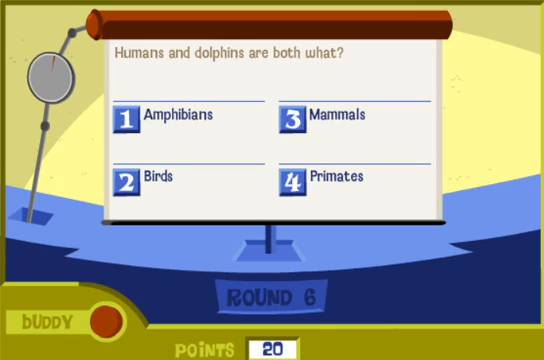 Humans and dolphins are both what?
1 Amphibians
3 Mammals
2 Birds
4 Primates
ROUND 6
BUDDY
POINTS 20